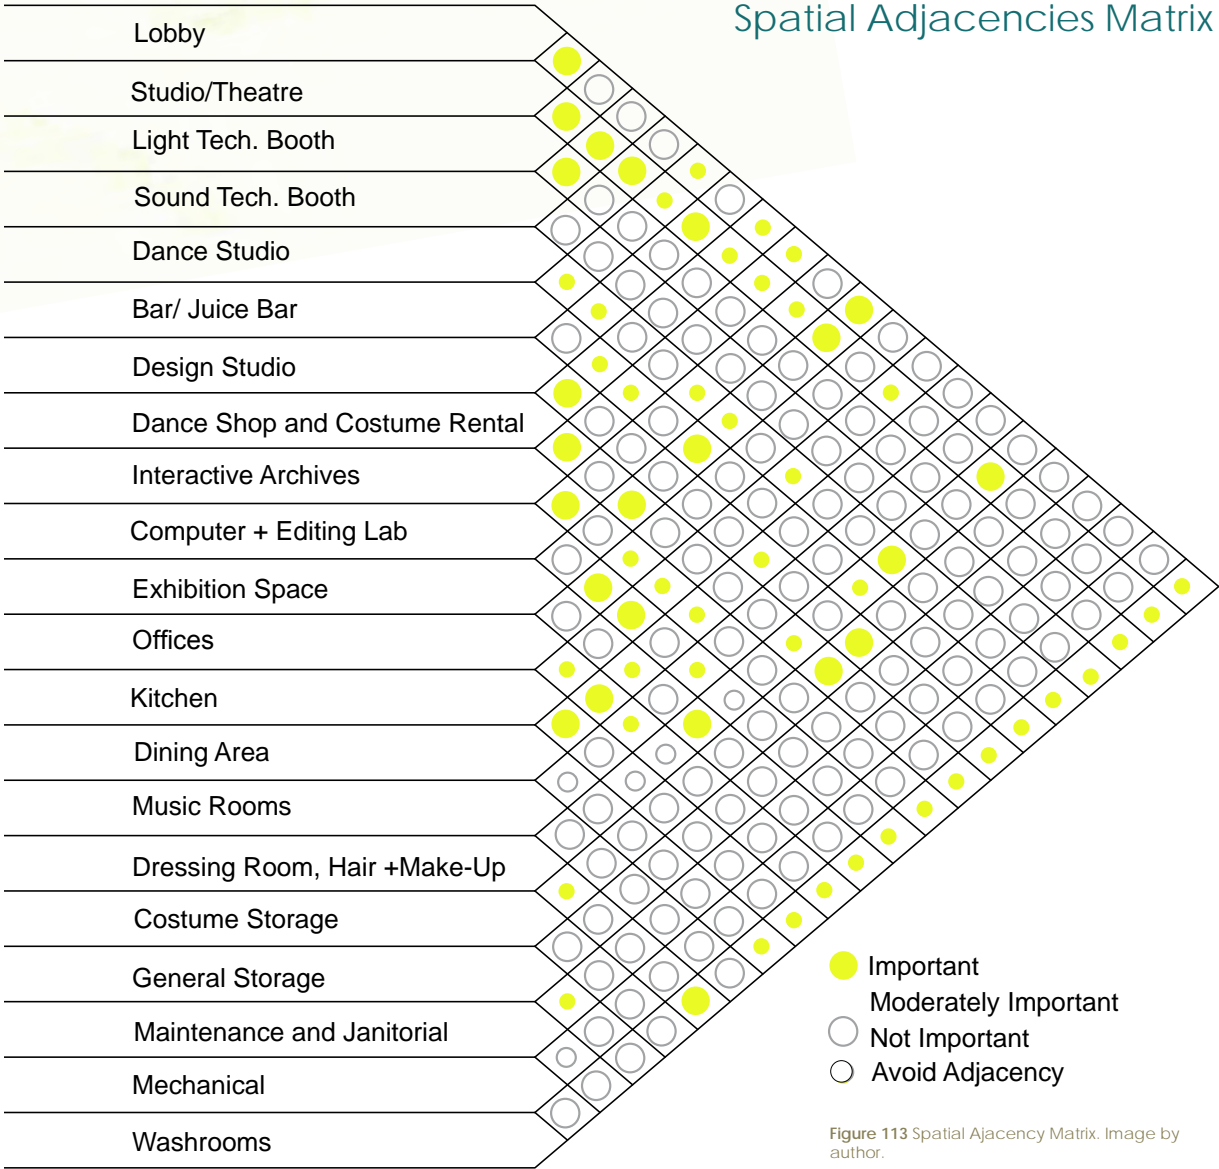 Spatial Adjacencies Matrix
Lobby
Studio/Theatre
Light Tech. Booth
Sound Tech. Booth
Dance Studio
Bar/ Juice Bar
Design Studio
Dance Shop and Costume Rental
Interactive Archives
Computer + Editing Lab
Exhibition Space
Offices
Kitchen
Dining Area
Music Rooms
Dressing Room, Hair +Make-Up
Costume Storage
General Storage
Maintenance and Janitorial
Mechanical
Washrooms
Important
Moderately Important
Not Important
Avoid Adjacency
Figure 113 Spatial Ajacency Matrix. Image by
author.